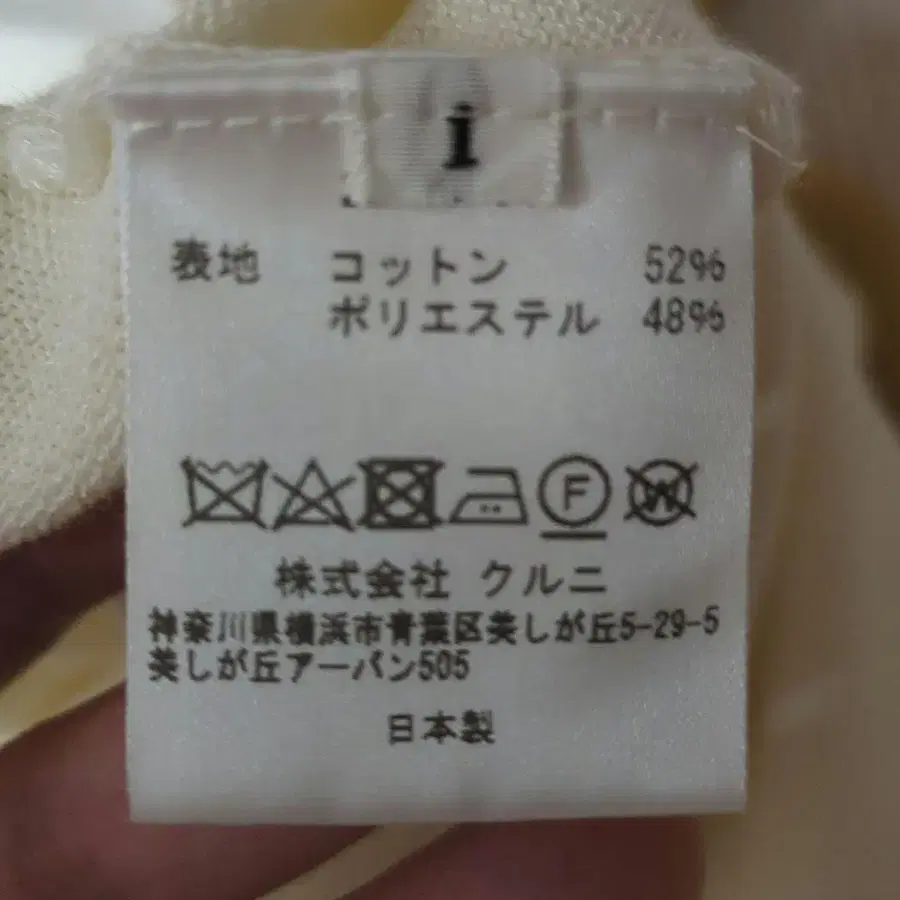 i
表地 コットン 52%
ポリエステル 48%
F W
株式会社 クルニ
神奈川県横浜市青葉区美しが丘5-29-5
美しが丘アーバン505
日本製